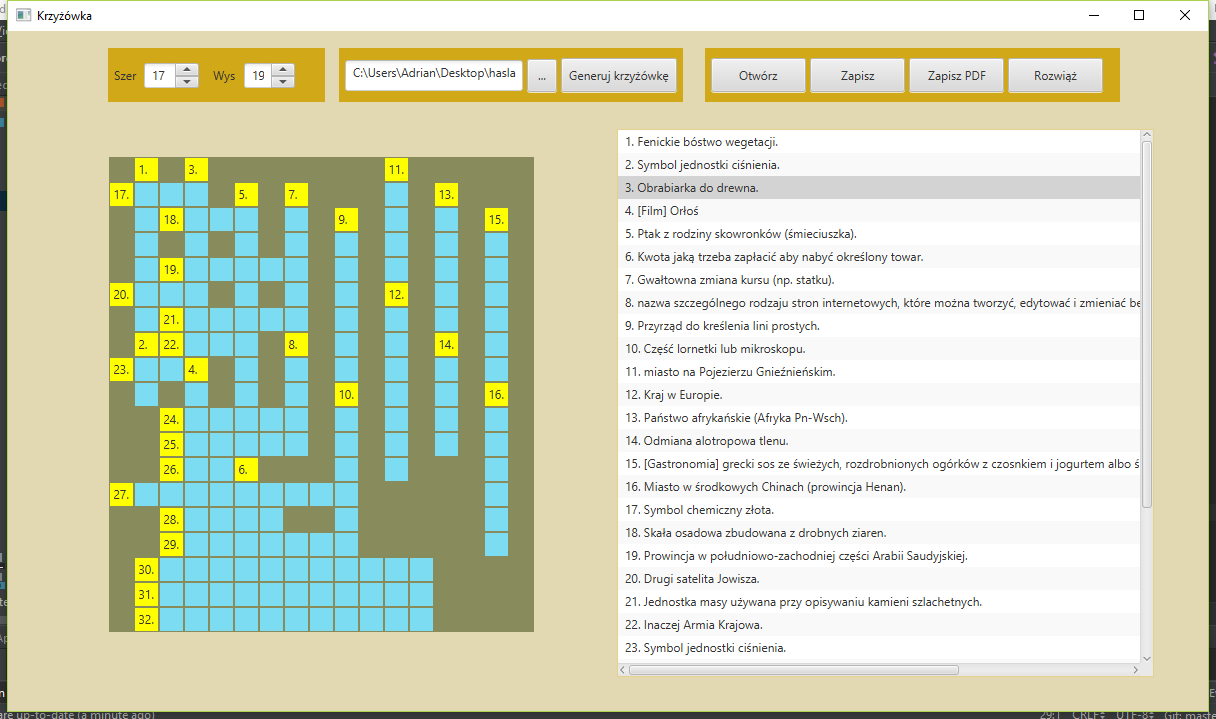 Krzyżówka
Szer 17 Wys 19 C:\Users\Adrian\Desktop\hasla ... Generuj krzyżówkę Otwórz Zapisz Zapisz PDF Rozwiąż
1. 3. 11.
17. 5. 7. 13.
18. 9. 15.
19.
20. 12.
21.
2. 22. 8. 14.
23. 4.
10. 16.
24.
25.
26. 6.
27.
28.
29.
30.
31.
32.
1. Fenickie bóstwo wegetacji.
2. Symbol jednostki ciśnienia.
3. Obrabiarka do drewna.
4. [Film] Orłoś
5. Ptak z rodziny skowronków (śmieciuszka).
6. Kwota jaką trzeba zapłacić aby nabyć określony towar.
7. Gwałtowna zmiana kursu (np. statku).
8. nazwa szczególnego rodzaju stron internetowych, które można tworzyć, edytować i zmieniać be
9. Przyrząd do kreślenia lini prostych.
10. Część lornetki lub mikroskopu.
11. miasto na Pojezierzu Gnieźnieńskim.
12. Kraj w Europie.
13. Państwo afrykańskie (Afryka Pn-Wsch).
14. Odmiana alotropowa tlenu.
15. [Gastronomia] grecki sos ze świeżych, rozdrobnionych ogórków z czosnkiem i jogurtem albo ś
16. Miasto w środkowych Chinach (prowincja Henan).
17. Symbol chemiczny złota.
18. Skała osadowa zbudowana z drobnych ziaren.
19. Prowincja w południowo-zachodniej części Arabii Saudyjskiej.
20. Drugi satelita Jowisza.
21. Jednostka masy używana przy opisywaniu kamieni szlachetnych.
22. Inaczej Armia Krajowa.
23. Symbol jednostki ciśnienia.
are up-to-date (a minute ago) 29:1 CRLF UTF-8 Git: master